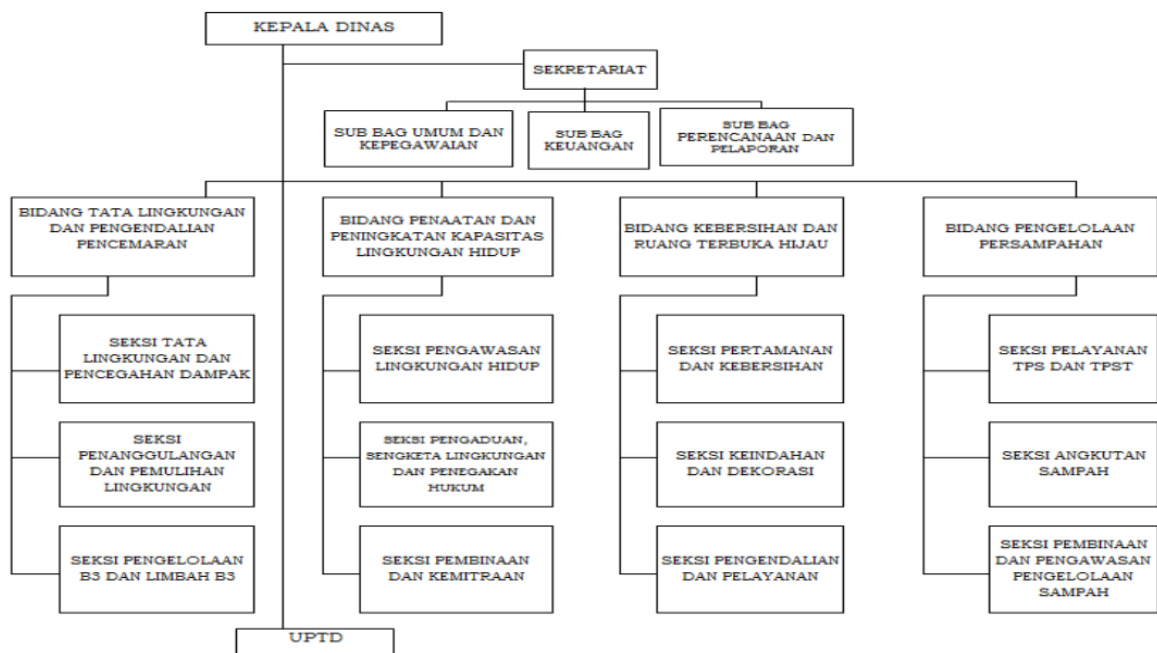 KEPALA DINAS
SEKRETARIAT
SUB BAG UMUM DAN
KEPEGAWAIAN
SUB BAG
KEUANGAN
SUB BAG
PERENCANAAN DAN
PELAPORAN
BIDANG TATA LINGKUNGAN
DAN PENGENDALIAN
PENCEMARAN
BIDANG PENAATAN DAN
PENINGKATAN KAPASITAS
LINGKUNGAN HIDUP
BIDANG KEBERSIHAN DAN
RUANG TERBUKA HIJAU
BIDANG PENGELOLAAN
PERSAMPAHAN
SEKSI TATA
LINGKUNGAN DAN
PENCEGAHAN DAMPAK
SEKSI PENGAWASAN
LINGKUNGAN HIDUP
SEKSI PERTAMANAN
DAN KEBERSIHAN
SEKSI PELAYANAN
TPS DAN TPST
SEKSI
PENANGGULANGAN
DAN PEMULIHAN
LINGKUNGAN
SEKSI PENGADUAN,
SENGKETA LINGKUNGAN
DAN PENEGAKAN
HUKUM
SEKSI KEINDAHAN
DAN DEKORASI
SEKSI ANGKUTAN
SAMPAH
SEKSI PENGELOLAAN
B3 DAN LIMBAH B3
SEKSI PEMBINAAN
DAN KEMITRAAN
SEKSI PENGENDALIAN
DAN PELAYANAN
SEKSI PEMBINAAN
DAN PENGAWASAN
PENGELOLAAN
SAMPAH
UPTD